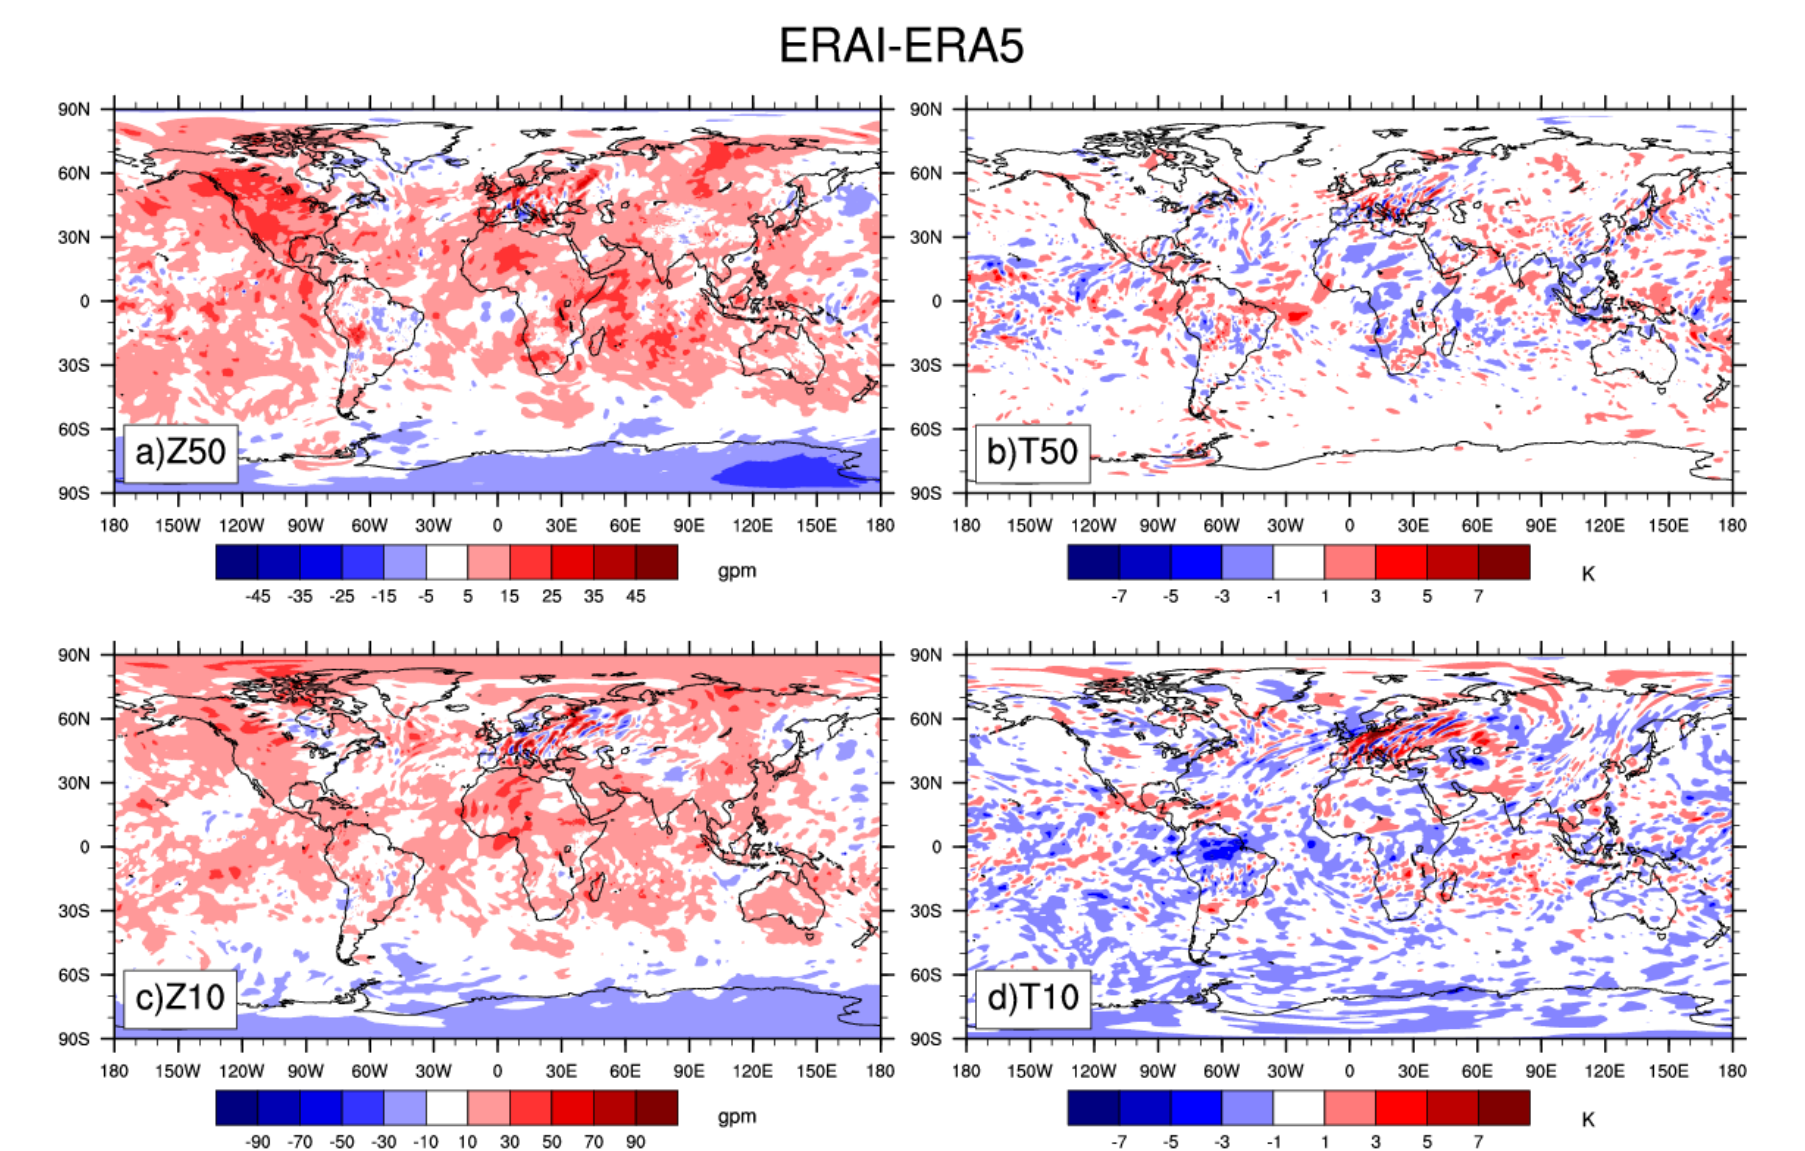 ERAI-ERA5
90N 60N 30N 0 30S 60S 90S
a)Z50
180 150W 120W 90W 60W 30W 0 30E 60E 90E 120E 150E 180
-45 -35 -25 -15 -5 5 15 25 35 45
gpm
90N 60N 30N 0 30S 60S 90S
b)T50
180 150W 120W 90W 60W 30W 0 30E 60E 90E 120E 150E 180
-7 -5 -3 -1 1 3 5 7
K
90N 60N 30N 0 30S 60S 90S
c)Z10
180 150W 120W 90W 60W 30W 0 30E 60E 90E 120E 150E 180
-90 -70 -50 -30 -10 10 30 50 70 90
gpm
90N 60N 30N 0 30S 60S 90S
d)T10
180 150W 120W 90W 60W 30W 0 30E 60E 90E 120E 150E 180
-7 -5 -3 -1 1 3 5 7
K